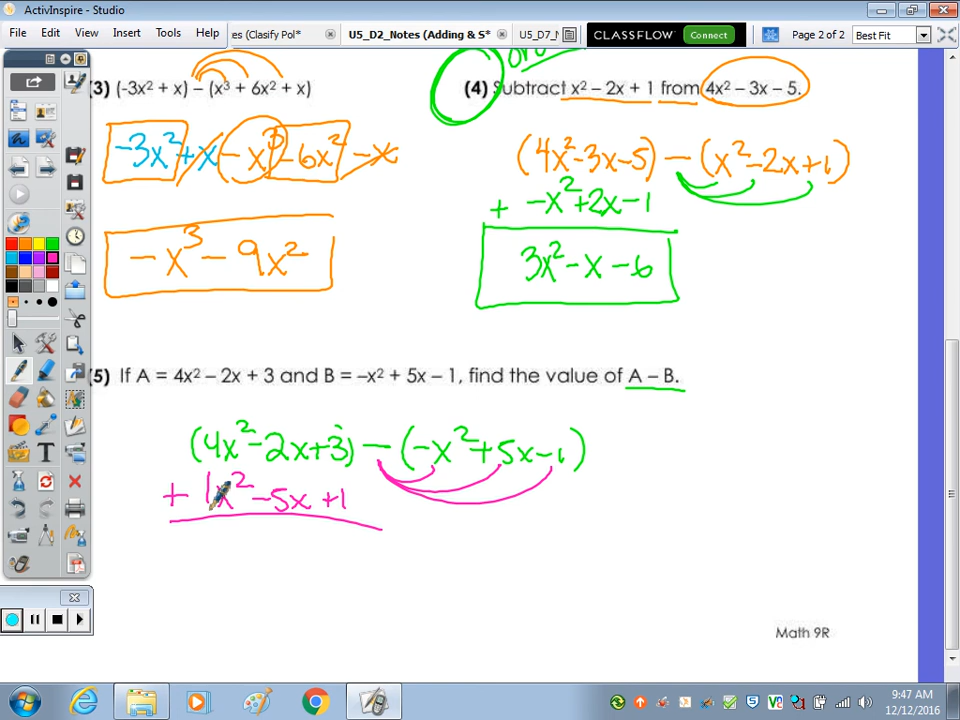 ActivInspire - Studio
File Edit View Insert Tools Help
tes (Clasify Pol* U5_D2_Notes (Adding & S* U5_D7_N CLASSFLOW Connect Page 2 of 2 Best Fit
(3) (-3x² + x) – (x³ + 6x² + x)
(4) Subtract x² – 2x + 1 from 4x² – 3x – 5.
-3x² + x - x³ - 6x² - x
(4x² - 3x - 5) - (x² - 2x + 1)
+ -x² + 2x - 1
- x³ - 9x²
3x² - x - 6
(5) If A = 4x² – 2x + 3 and B = –x² + 5x – 1, find the value of A – B.
(4x² - 2x + 3) - (-x² + 5x - 1)
+ 1x² - 5x + 1
Math 9R
9:47 AM
12/12/2016